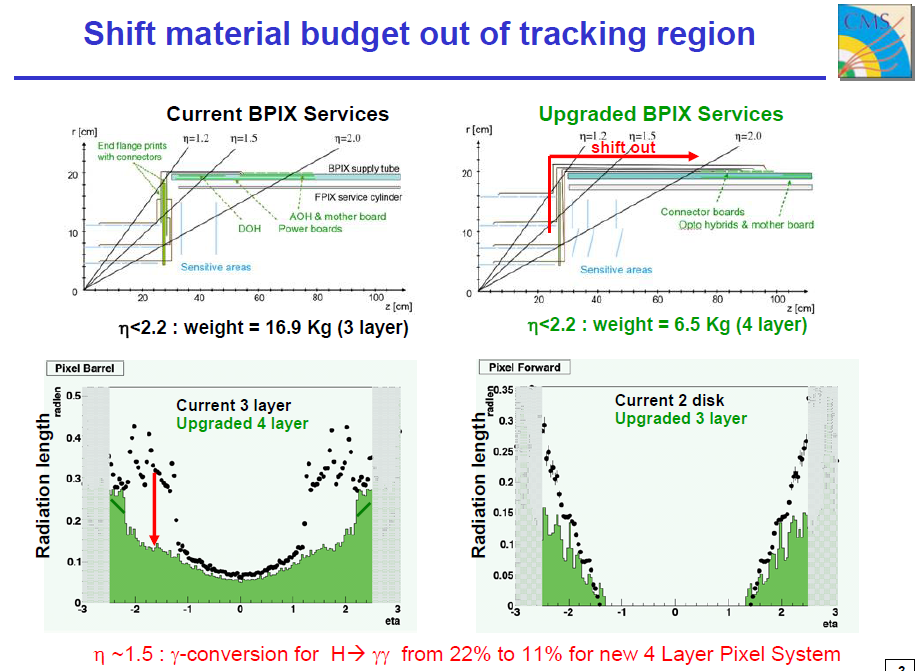 Shift material budget out of tracking region
CMS
Current BPIX Services
r [cm]
η=1.2
η=1.5
η=2.0
End flange prints
with connectors
BPIX supply tube
20
FPIX service cylinder
AOH & mother board
DOH
Power boards
10
Sensitive areas
0
20
40
60
80
100
z [cm]
η<2.2 : weight = 16.9 Kg (3 layer)
Upgraded BPIX Services
r [cm]
η=1.2
η=1.5
η=2.0
shift out
20
Connector boards
Opto hybrids & mother board
10
Sensitive areas
0
20
40
60
80
100
z [cm]
η<2.2 : weight = 6.5 Kg (4 layer)
Pixel Barrel
Radiation length
radlen
0.5
0.4
0.3
0.2
0.1
0
Current 3 layer
Upgraded 4 layer
-3
-2
-1
0
1
2
3
eta
Pixel Forward
Radiation length
radlen
0.35
0.3
0.25
0.2
0.15
0.1
0.05
0
Current 2 disk
Upgraded 3 layer
-3
-2
-1
0
1
2
3
eta
η ~1.5 : γ-conversion for H→ γγ from 22% to 11% for new 4 Layer Pixel System